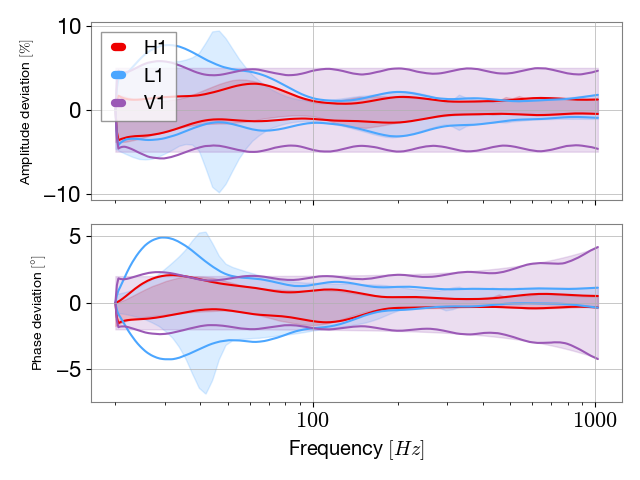 10
Amplitude deviation [%]
0
−10
H1
L1
V1
5
Phase deviation [°]
0
−5
100
1000
Frequency [Hz]